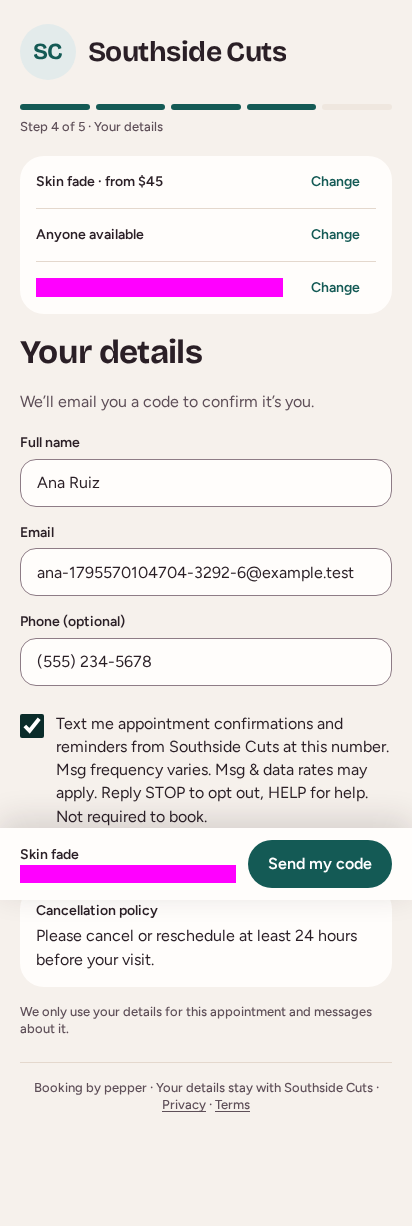 SC
Southside Cuts
Step 4 of 5 · Your details
Skin fade · from $45
Change
Anyone available
Change
Change
Your details
We’ll email you a code to confirm it’s you.
Full name
Ana Ruiz
Email
ana-1795570104704-3292-6@example.test
Phone (optional)
(555) 234-5678
Text me appointment confirmations and
reminders from Southside Cuts at this number.
Msg frequency varies. Msg & data rates may
apply. Reply STOP to opt out, HELP for help.
Not required to book.
Skin fade
Send my code
Cancellation policy
Please cancel or reschedule at least 24 hours
before your visit.
We only use your details for this appointment and messages
about it.
Booking by pepper · Your details stay with Southside Cuts ·
Privacy · Terms